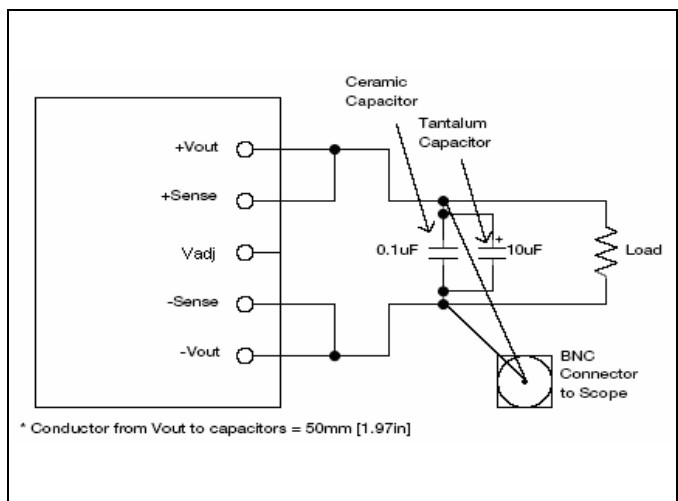 Ceramic
Capacitor
Tantalum
Capacitor
+Vout
+Sense
Vadj
-Sense
-Vout
0.1uF
+
10uF
Load
BNC
Connector
to Scope
* Conductor from Vout to capacitors = 50mm [1.97in]